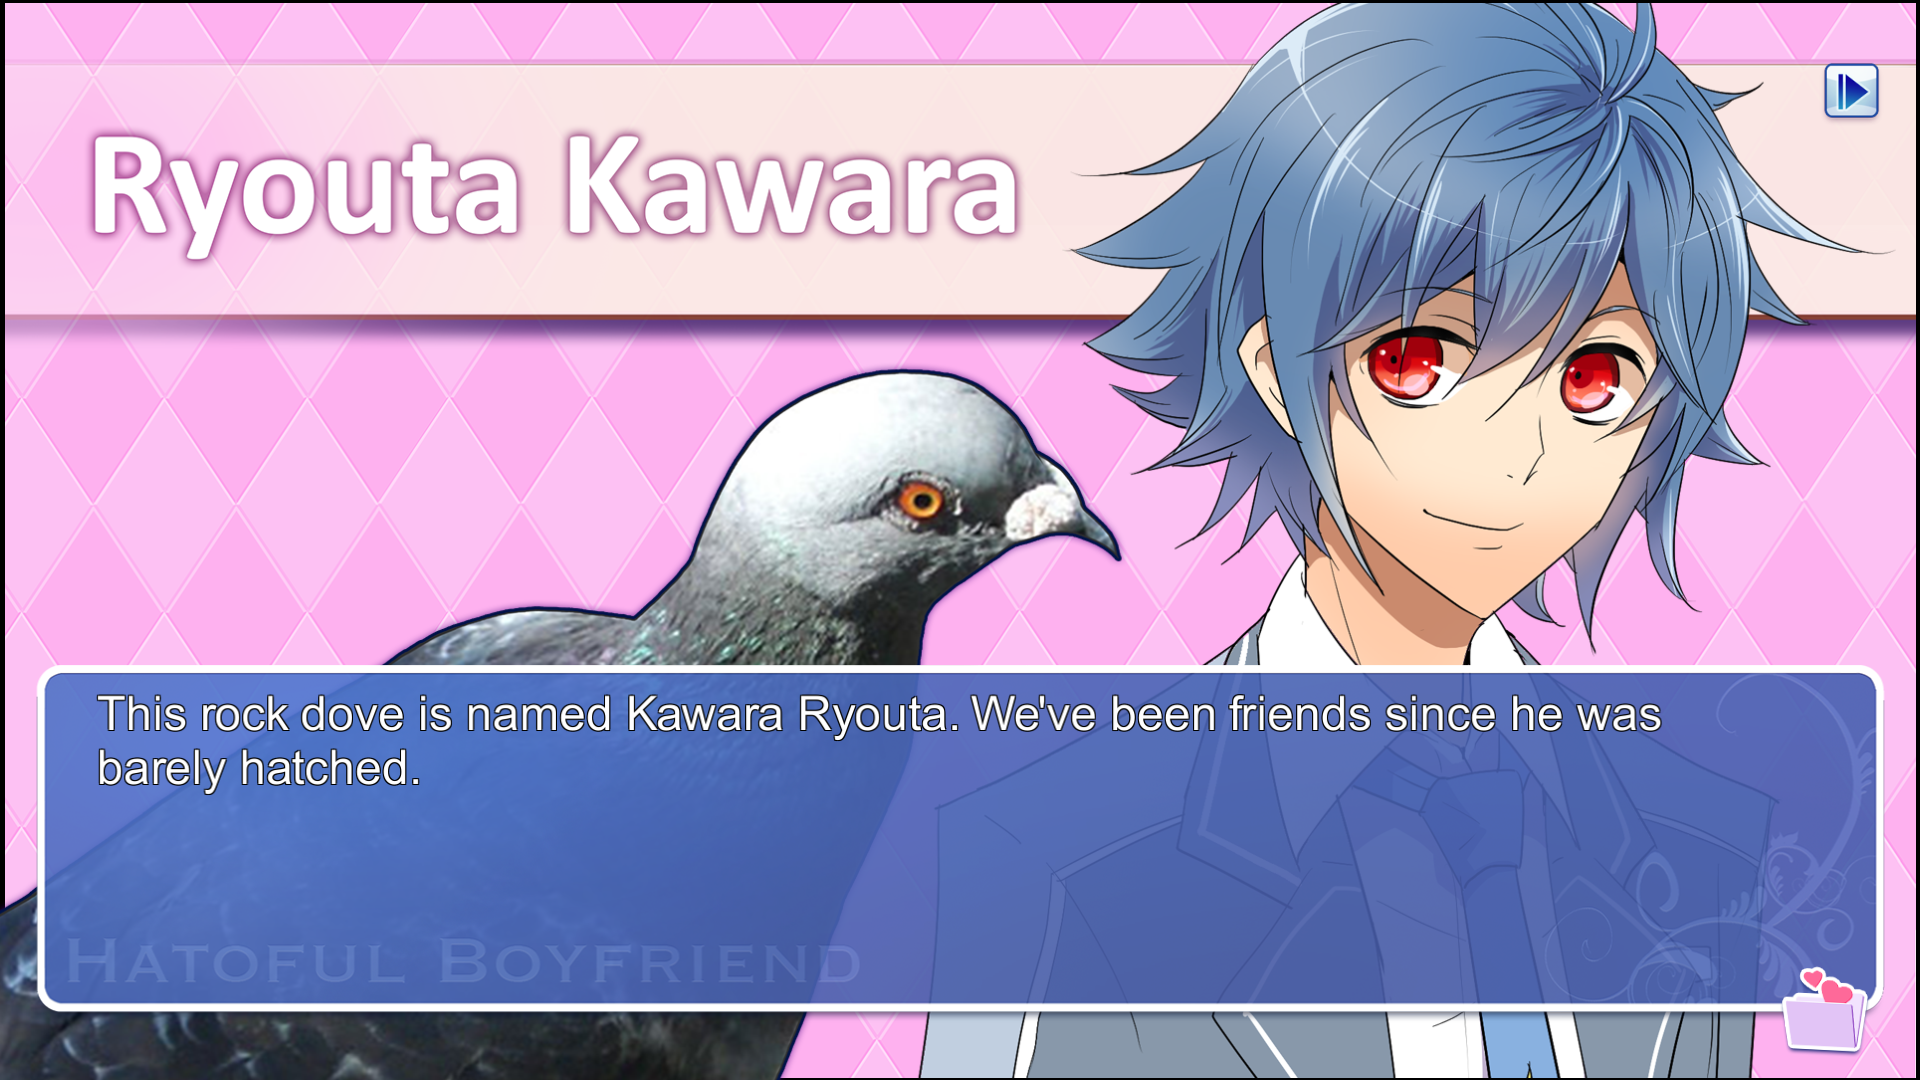 Ryouta Kawara
This rock dove is named Kawara Ryouta. We've been friends since he was
barely hatched.
HATOFUL BOYFRIEND